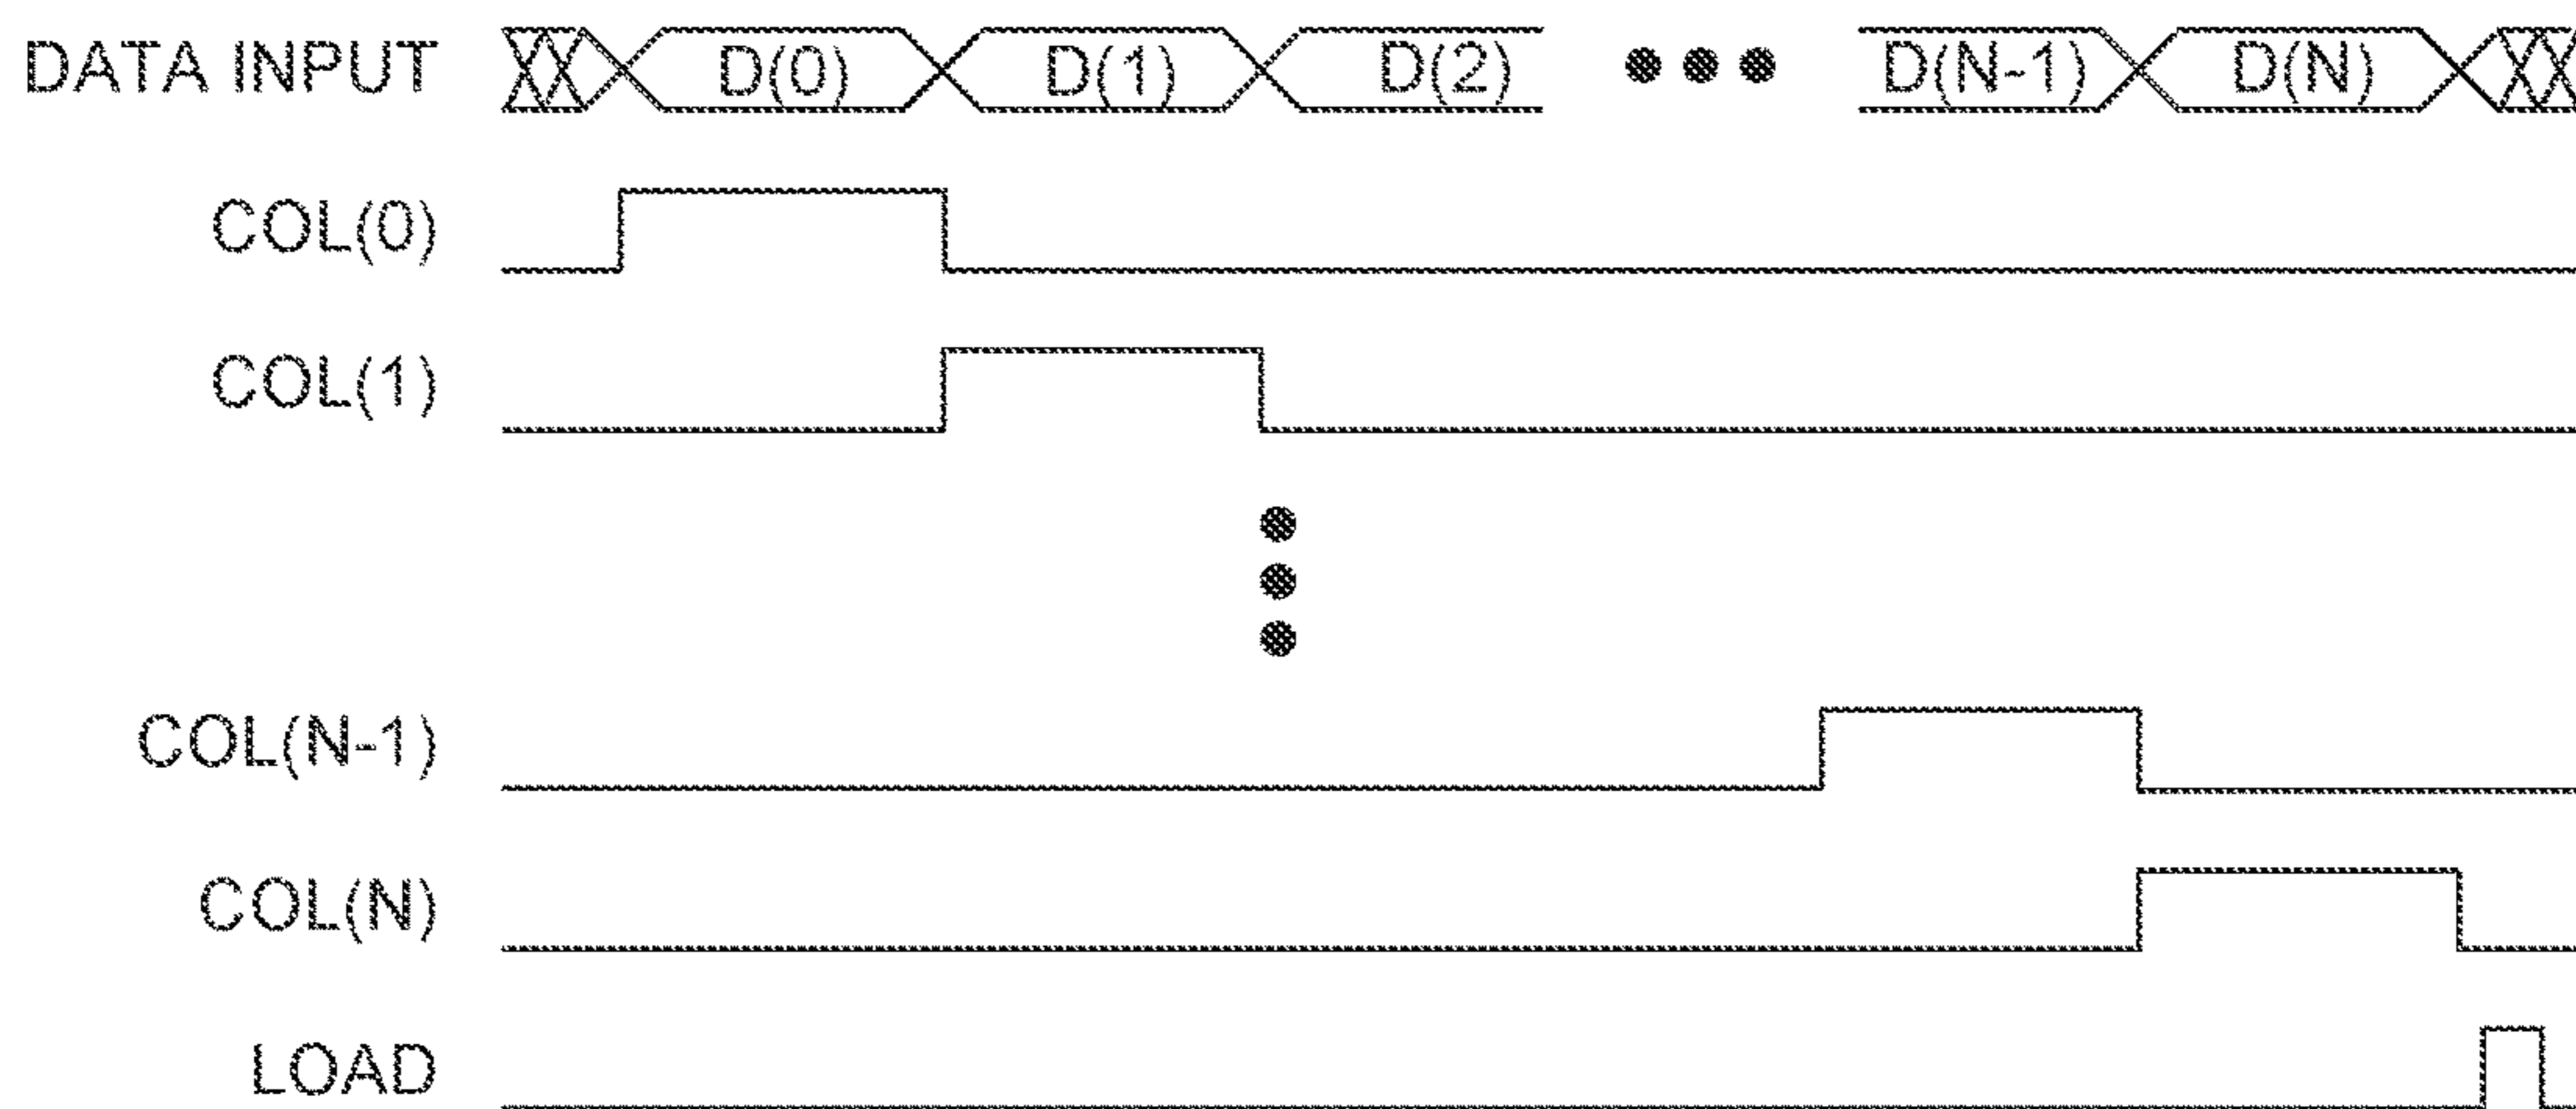 DATA INPUT D(0) D(1) D(2) ●●● D(N-1) D(N)
COL(0)
COL(1)
COL(N-1)
COL(N)
LOAD